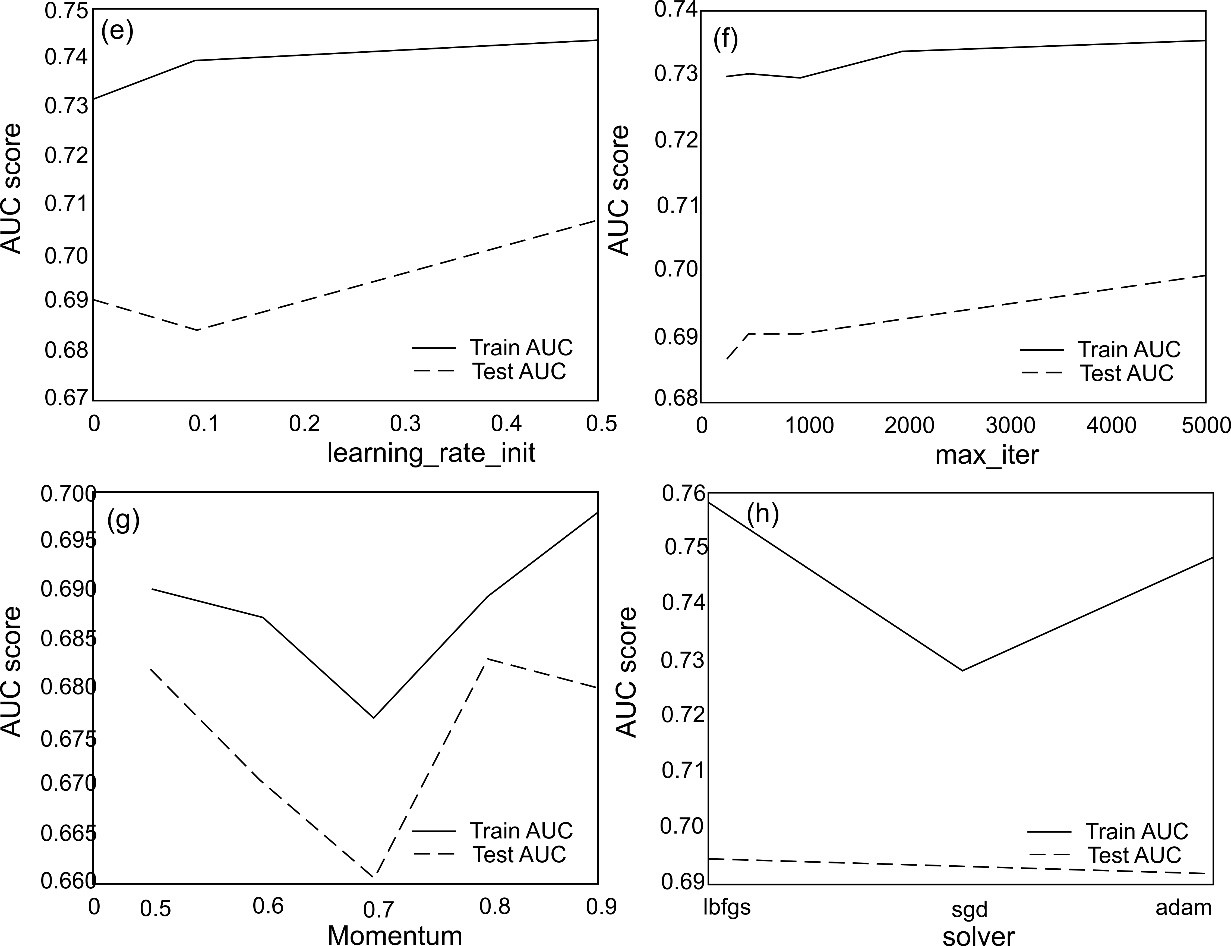 (e)
AUC score
0.75
0.74
0.73
0.72
0.71
0.70
0.69
0.68
0.67
Train AUC
Test AUC
0 0.1 0.2 0.3 0.4 0.5
learning_rate_init
(f)
AUC score
0.74
0.73
0.72
0.71
0.70
0.69
0.68
Train AUC
Test AUC
0 1000 2000 3000 4000 5000
max_iter
(g)
AUC score
0.700
0.695
0.690
0.685
0.680
0.675
0.670
0.665
0.660
Train AUC
Test AUC
0 0.5 0.6 0.7 0.8 0.9
Momentum
(h)
AUC score
0.76
0.75
0.74
0.73
0.72
0.71
0.70
0.69
Train AUC
Test AUC
lbfgs sgd adam
solver